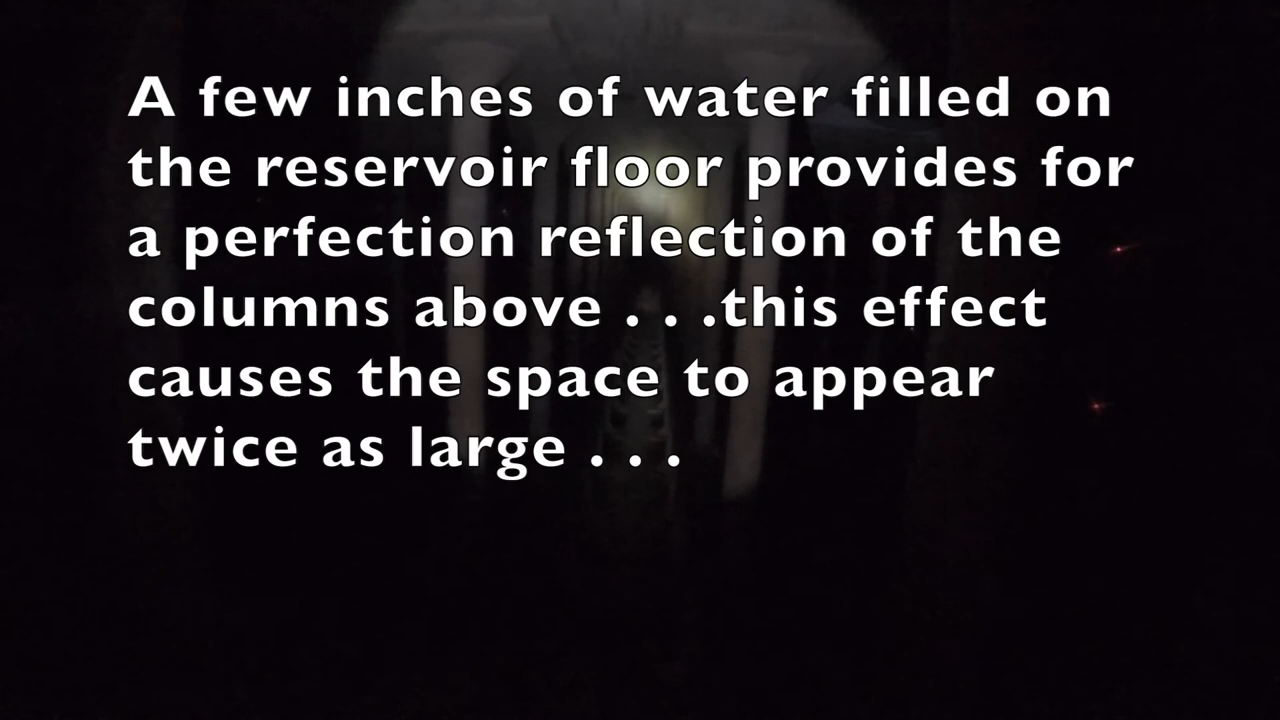 A few inches of water filled on
the reservoir floor provides for
a perfection reflection of the
columns above . . .this effect
causes the space to appear
twice as large . . .